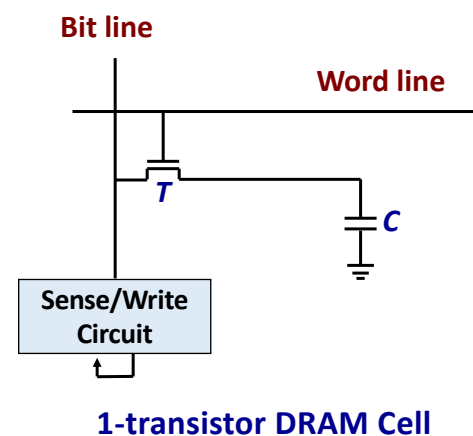 Bit line
Word line
T
C
Sense/Write
Circuit
1-transistor DRAM Cell